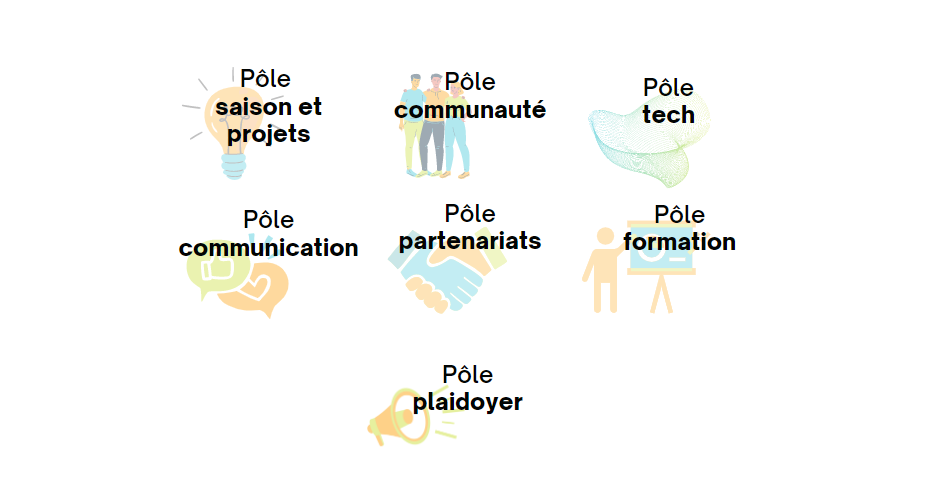 Pôle
saison et
projets
Pôle
communauté
Pôle
tech
Pôle
communication
Pôle
partenariats
Pôle
formation
Pôle
plaidoyer